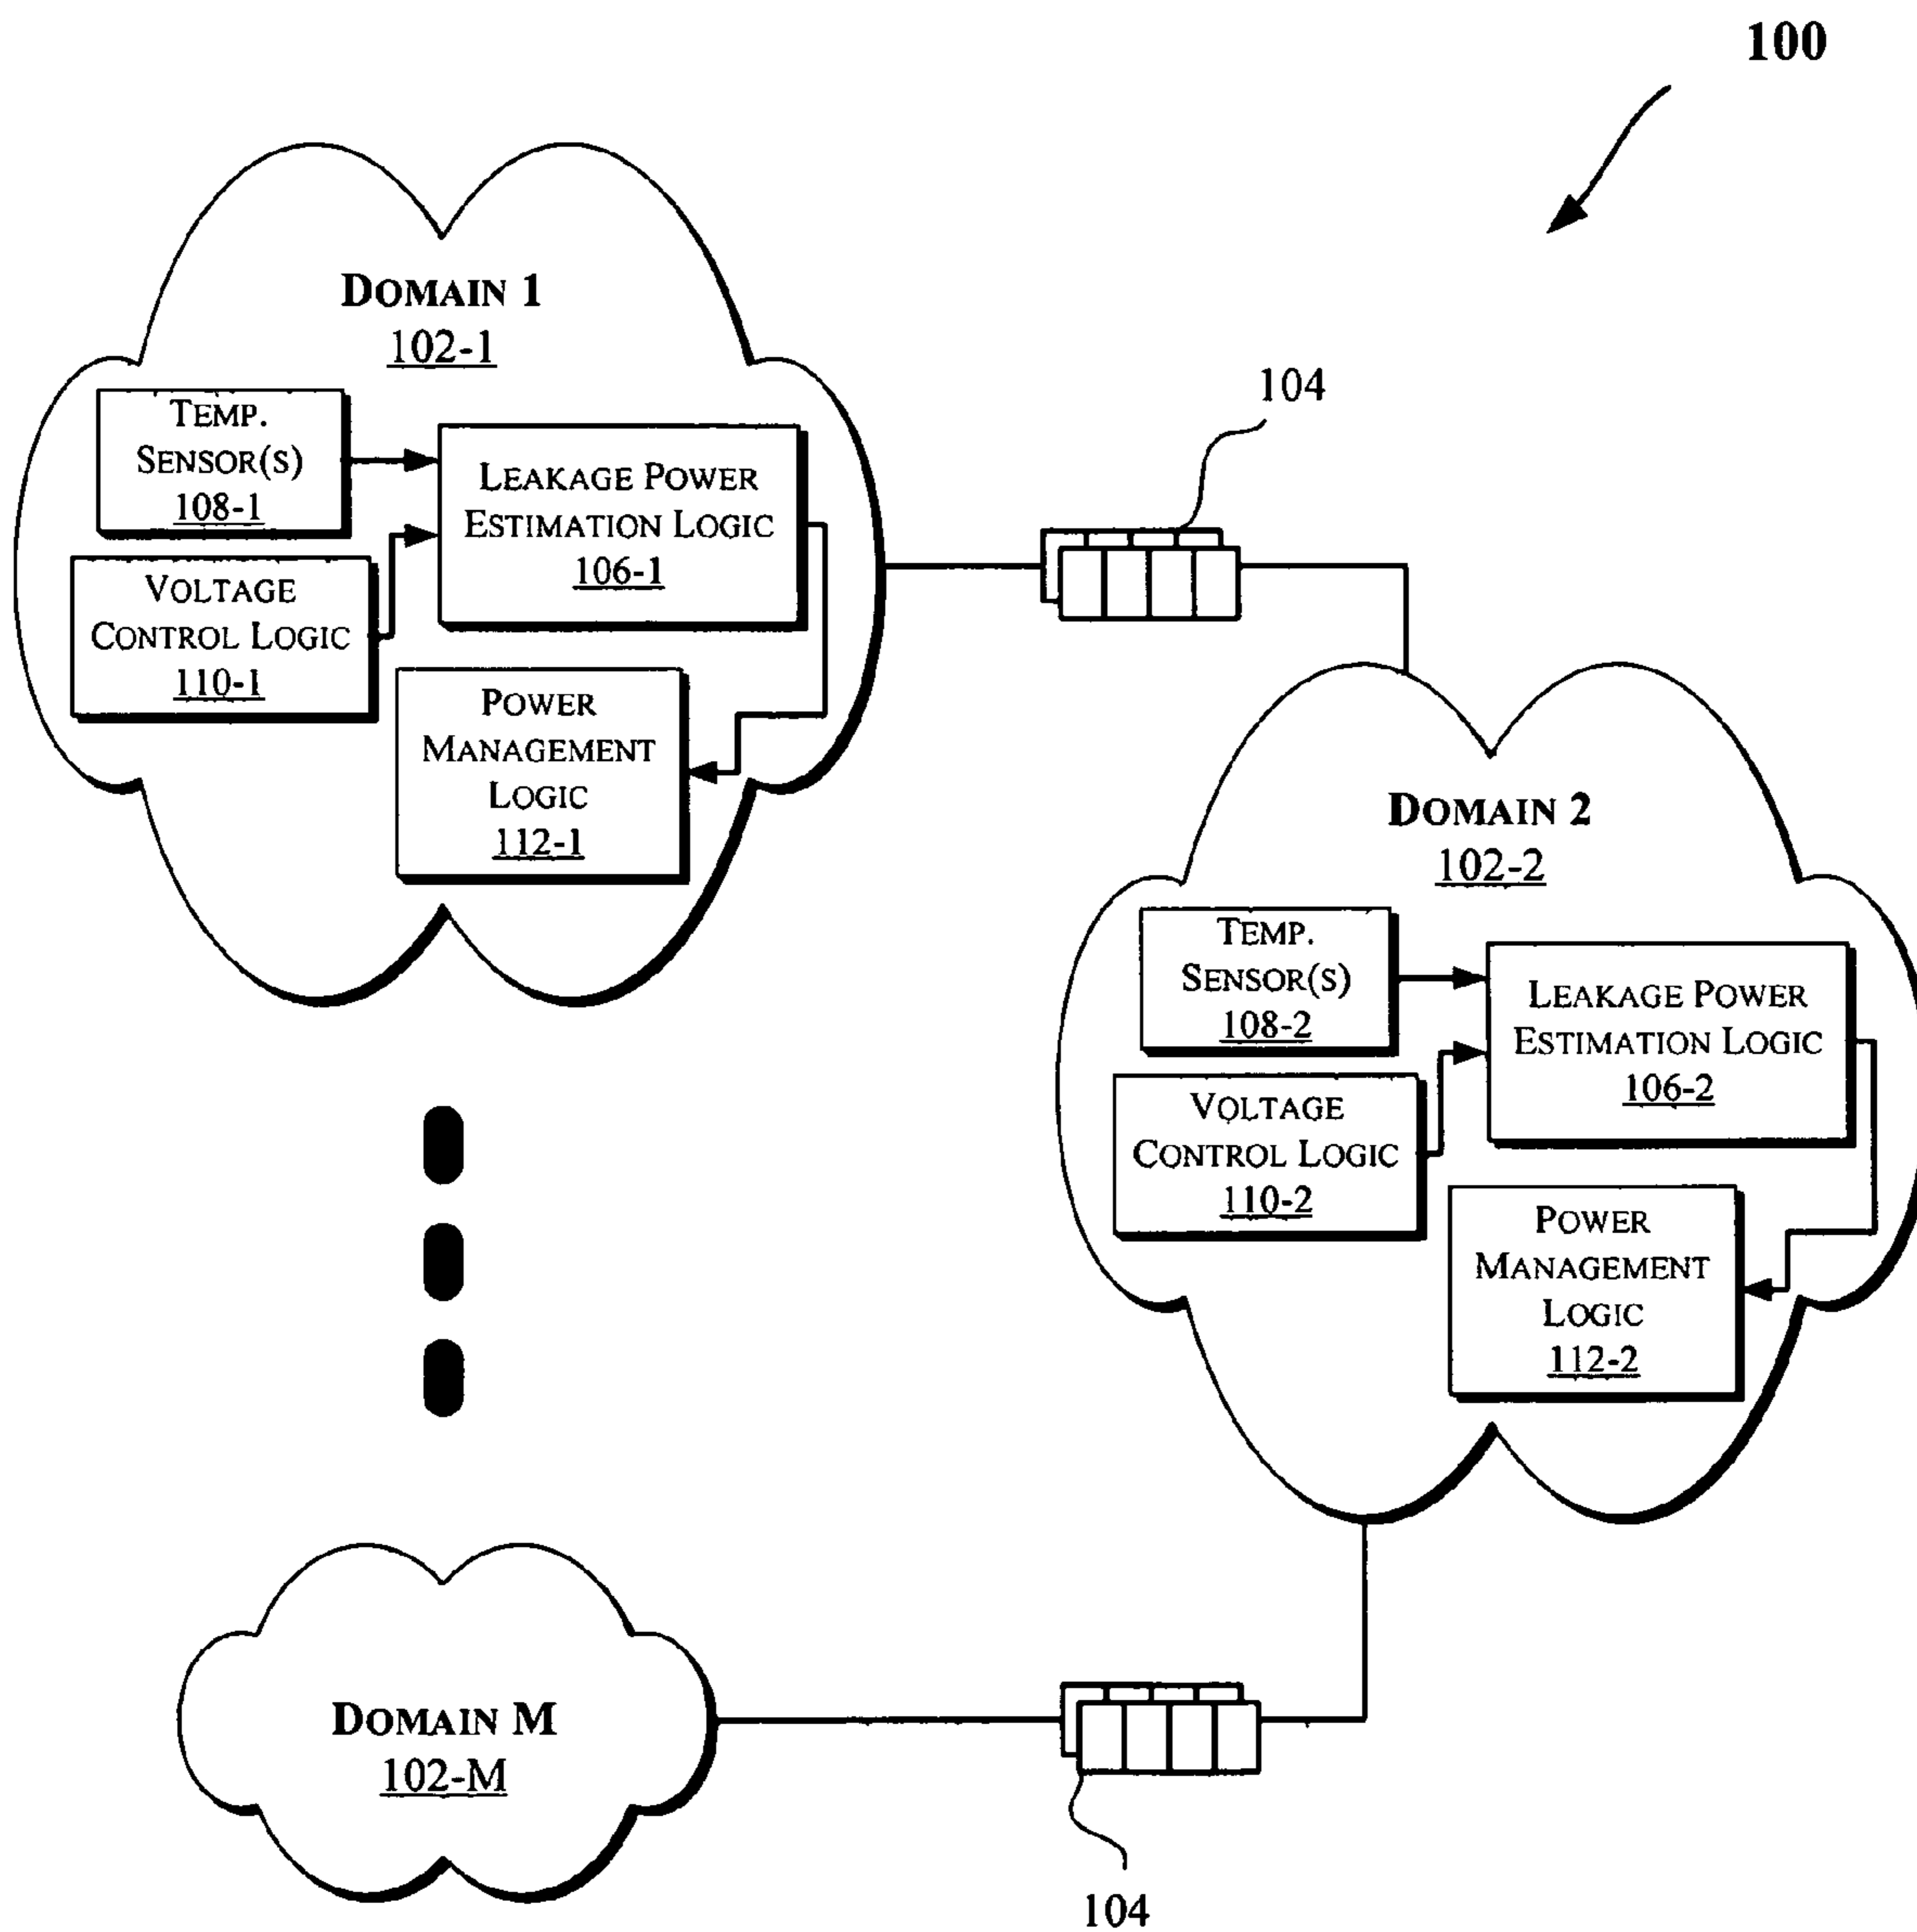 100
DOMAIN 1
102-1
TEMP.
SENSOR(S)
108-1
LEAKAGE POWER
ESTIMATION LOGIC
106-1
VOLTAGE
CONTROL LOGIC
110-1
POWER
MANAGEMENT
LOGIC
112-1
104
DOMAIN 2
102-2
TEMP.
SENSOR(S)
108-2
LEAKAGE POWER
ESTIMATION LOGIC
106-2
VOLTAGE
CONTROL LOGIC
110-2
POWER
MANAGEMENT
LOGIC
112-2
DOMAIN M
102-M
104